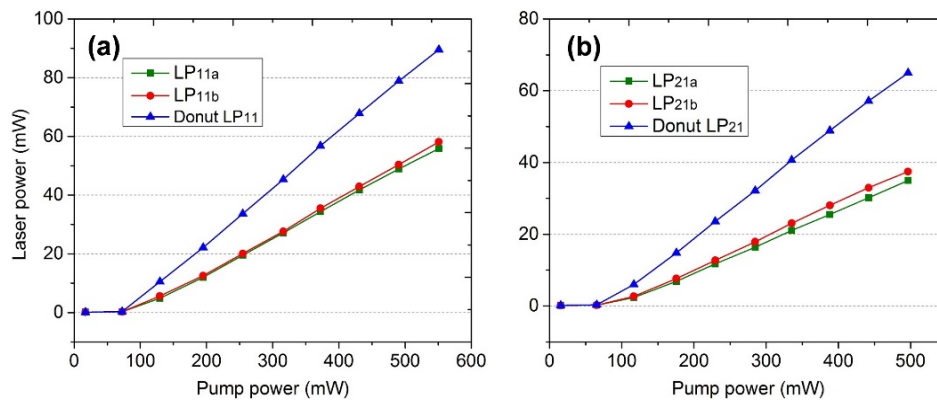 (a)
LP11a
LP11b
Donut LP11
Laser power (mW)
100
80
60
40
20
0
0 100 200 300 400 500 600
Pump power (mW)
(b)
LP21a
LP21b
Donut LP21
80
60
40
20
0
-10
0 100 200 300 400 500
Pump power (mW)